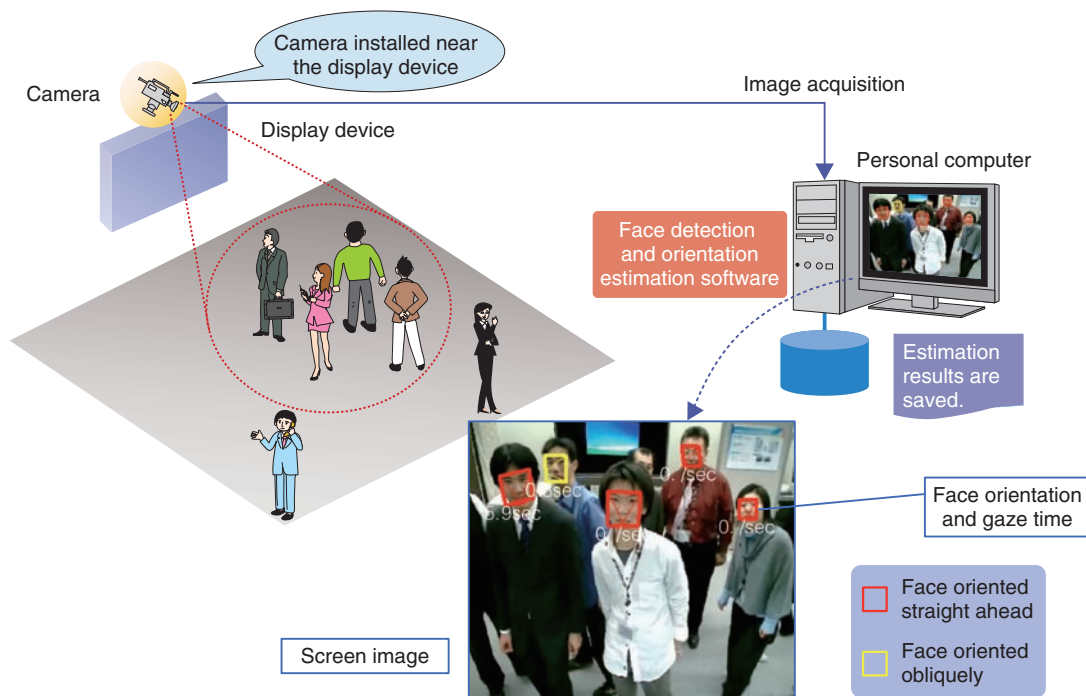 Camera installed near
the display device
Camera
Image acquisition
Display device
Personal computer
Face detection
and orientation
estimation software
Estimation
results are
saved.
5.9sec
Face orientation
and gaze time
Face oriented
straight ahead
Face oriented
obliquely
Screen image